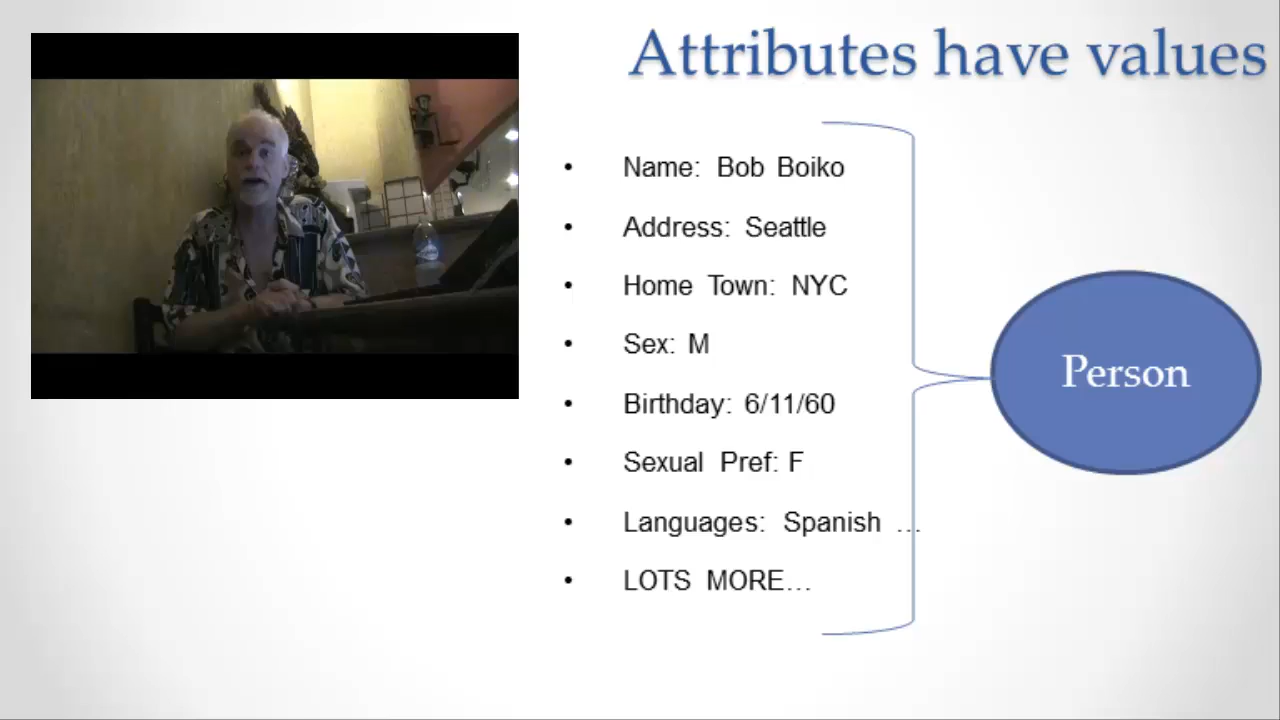 Attributes have values
• Name: Bob Boiko
• Address: Seattle
• Home Town: NYC
• Sex: M
• Birthday: 6/11/60
• Sexual Pref: F
• Languages: Spanish …
• LOTS MORE…
Person